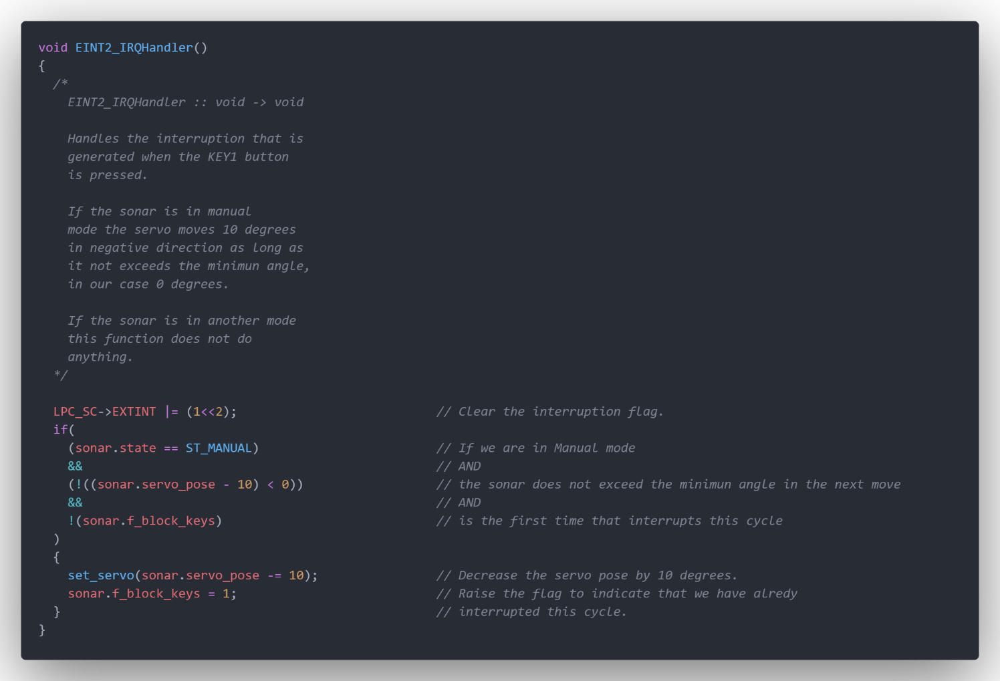 void EINT2_IRQHandler()
{
  /*
    EINT2_IRQHandler :: void -> void

    Handles the interruption that is
    generated when the KEY1 button
    is pressed.

    If the sonar is in manual
    mode the servo moves 10 degrees
    in negative direction as long as
    it not exceeds the minimun angle,
    in our case 0 degrees.

    If the sonar is in another mode
    this function does not do
    anything.
  */

  LPC_SC->EXTINT |= (1<<2);                           // Clear the interruption flag.
  if(
    (sonar.state == ST_MANUAL)                        // If we are in Manual mode
    &&                                                // AND
    (!((sonar.servo_pose - 10) < 0))                  // the sonar does not exceed the minimun angle in the next move
    &&                                                // AND
    !(sonar.f_block_keys)                             // is the first time that interrupts this cycle
  )
  {
    set_servo(sonar.servo_pose -= 10);                // Decrease the servo pose by 10 degrees.
    sonar.f_block_keys = 1;                           // Raise the flag to indicate that we have alredy
  }                                                   // interrupted this cycle.
}